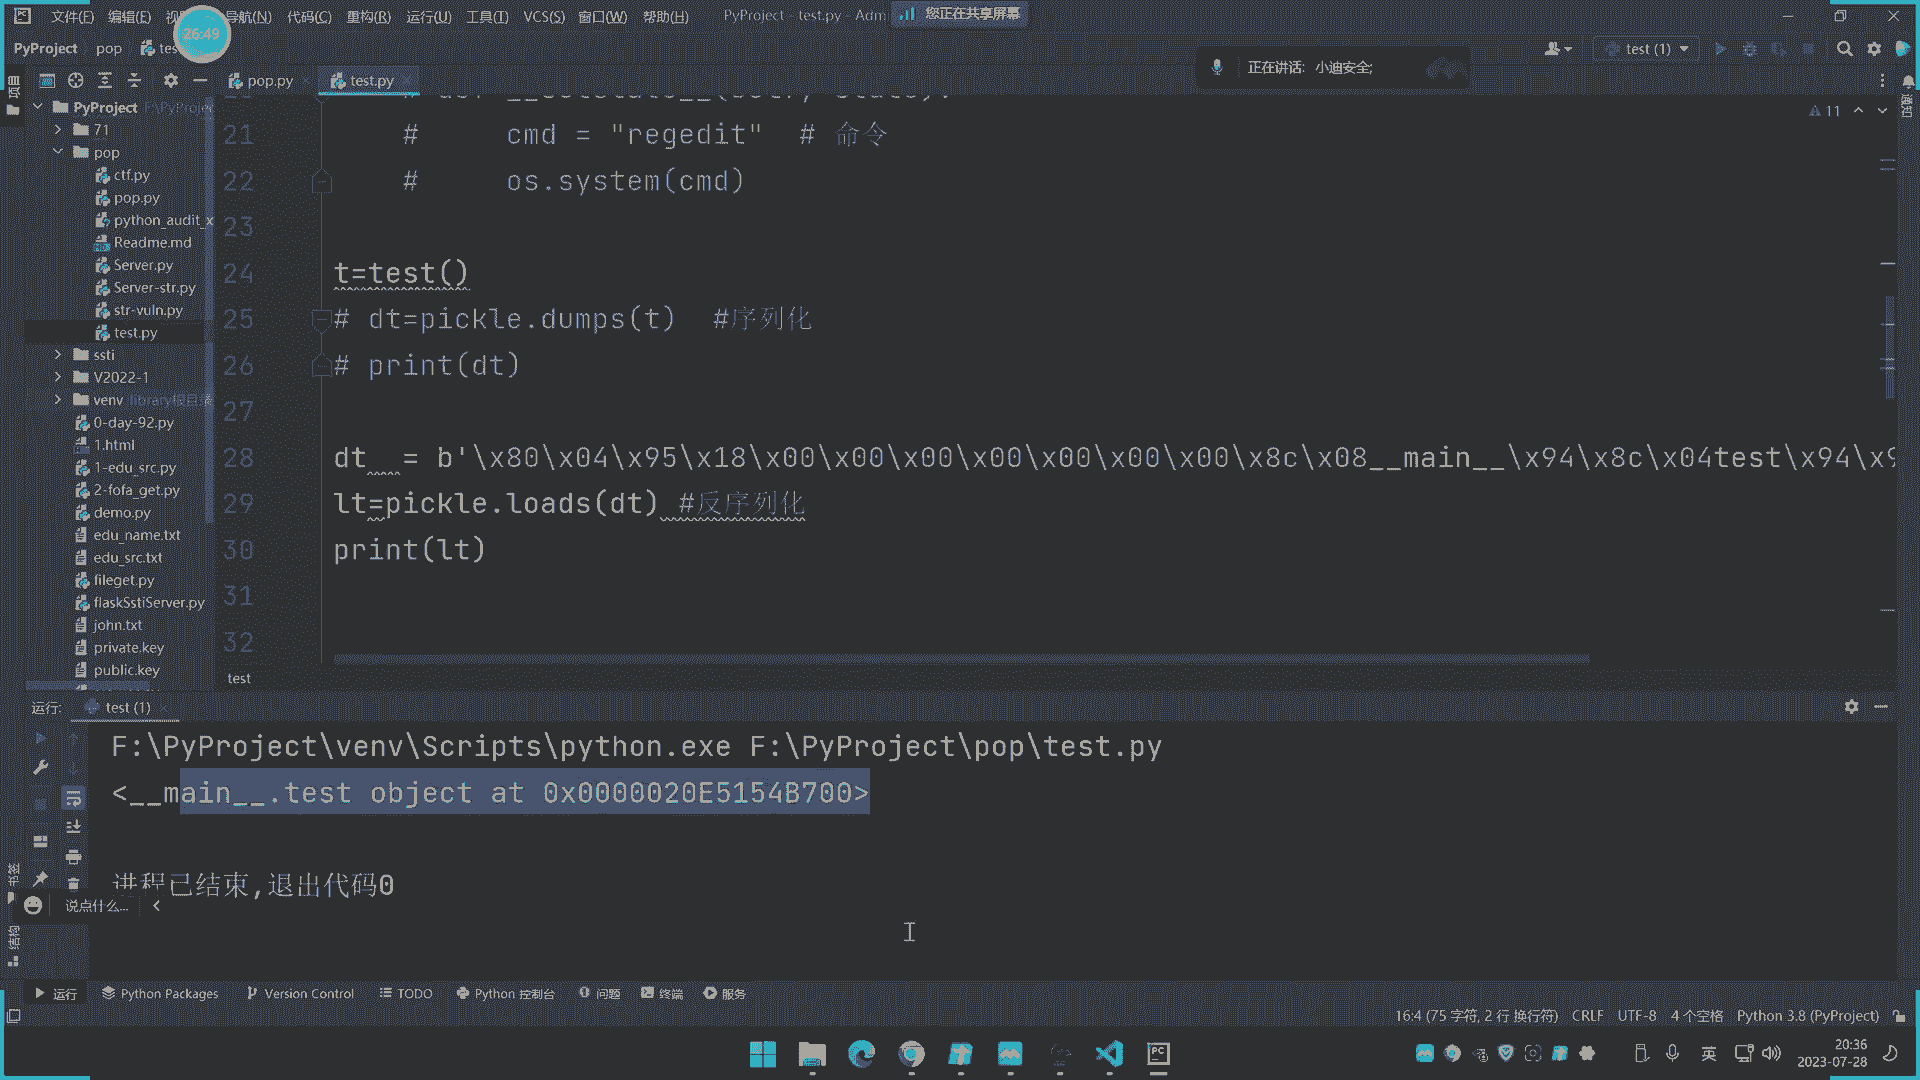 文件(F) 编辑(E) 导航(N) 代码(C) 重构(R) 运行(U) 工具(T) VCS(S) 窗口(W) 帮助(H) PyProject - test.py - Adm 您正在共享屏幕
26:49
PyProject pop test (1)
正在讲话: 小迪安全;
项目
pop.py test.py
通知
PyProject
71
pop
ctf.py
pop.py
python_audit_x
Readme.md
Server.py
Server-str.py
str-vuln.py
test.py
ssti
V2022-1
venv library根目录
0-day-92.py
1.html
1-edu_src.py
2-fofa_get.py
demo.py
edu_name.txt
edu_src.txt
fileget.py
flaskSstiServer.py
john.txt
private.key
public.key
11
21 # cmd = "regedit" # 命令
22 # os.system(cmd)
23
24 t=test()
25 # dt=pickle.dumps(t) #序列化
26 # print(dt)
27
28 dt = b'\x80\x04\x95\x18\x00\x00\x00\x00\x00\x00\x00\x8c\x08__main__\x94\x8c\x04test\x94\x9
29 lt=pickle.loads(dt) #反序列化
30 print(lt)
31
32
test
运行: test (1)
F:\PyProject\venv\Scripts\python.exe F:\PyProject\pop\test.py
<__main__.test object at 0x0000020E5154B700>
进程已结束,退出代码0
书签
说点什么...
结构
运行 Python Packages Version Control TODO Python 控制台 问题 终端 服务
16:4 (75 字符, 2 行 换行符) CRLF UTF-8 4 个空格 Python 3.8 (PyProject)
英
20:36
2023-07-28